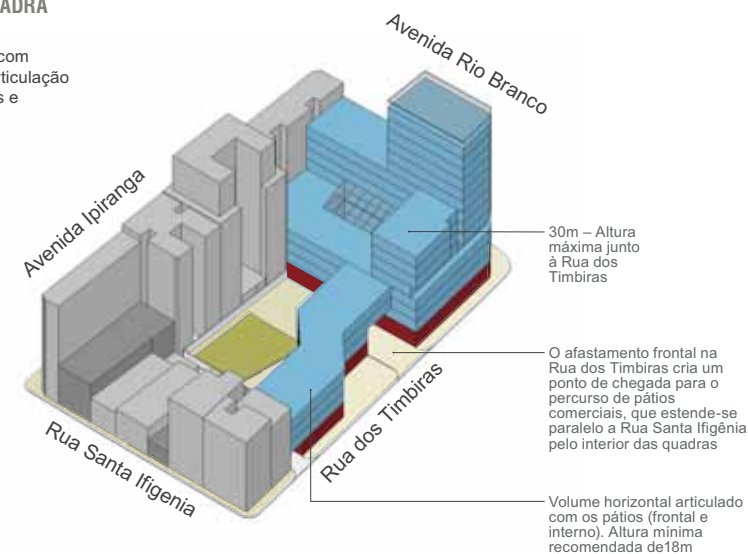 ADRA
com
rticulação
s e
Avenida Rio Branco
Avenida Ipiranga
30m – Altura
máxima junto
à Rua dos
Timbiras
O afastamento frontal na
Rua dos Timbiras cria um
ponto de chegada para o
percurso de pátios
comerciais, que estende-se
paralelo a Rua Santa Ifigênia
pelo interior das quadras
Rua dos Timbiras
Rua Santa Ifigenia
Volume horizontal articulado
com os pátios (frontal e
interno). Altura mínima
recomendada de18m